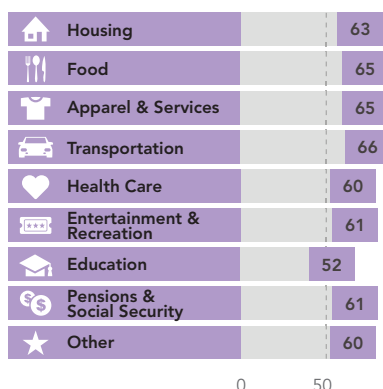 Housing 63
Food 65
Apparel & Services 65
Transportation 66
Health Care 60
Entertainment &
Recreation 61
Education 52
Pensions &
Social Security 61
Other 60
0 50